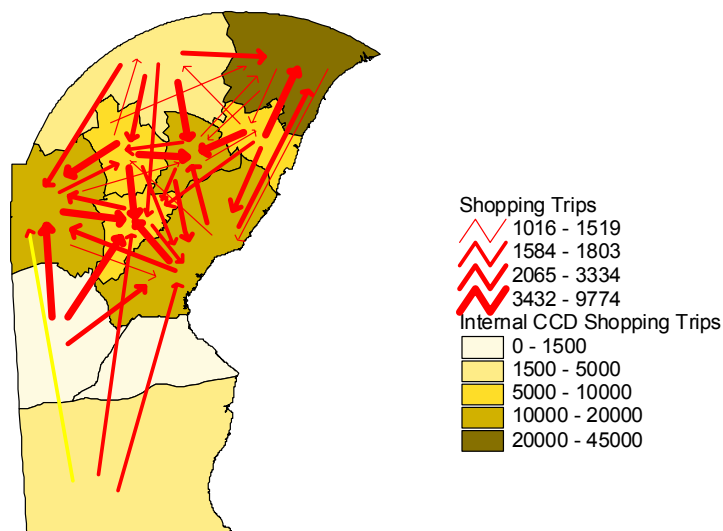 Shopping Trips
1016 - 1519
1584 - 1803
2065 - 3334
3432 - 9774
Internal CCD Shopping Trips
0 - 1500
1500 - 5000
5000 - 10000
10000 - 20000
20000 - 45000